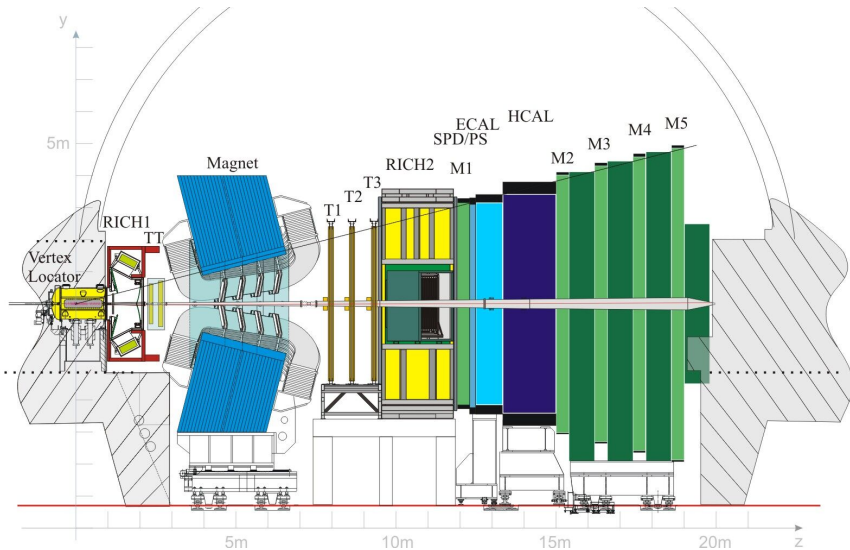 y
5m
Magnet
RICH1
TT
Vertex
Locator
T1
T2
T3
RICH2
M1
SPD/PS
ECAL
HCAL
M2
M3
M4
M5
5m
10m
15m
20m
z